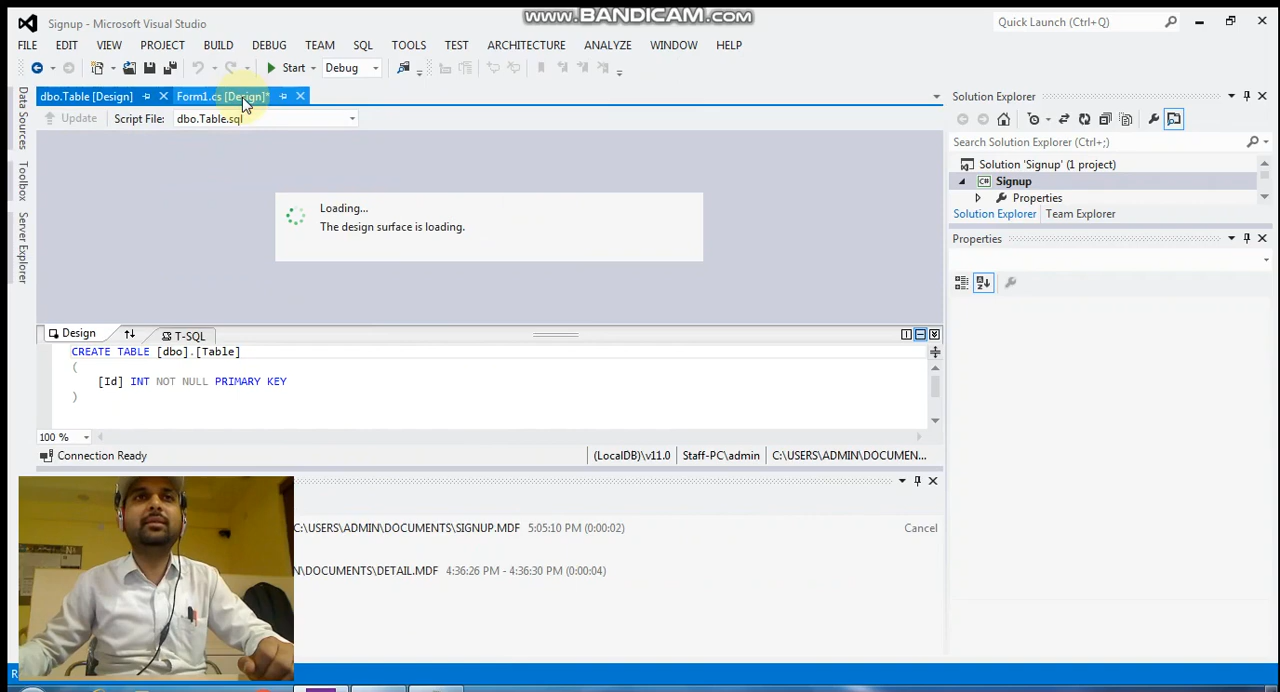 www.BANDICAM.com
Signup - Microsoft Visual Studio
Quick Launch (Ctrl+Q)
FILE EDIT VIEW PROJECT BUILD DEBUG TEAM SQL TOOLS TEST ARCHITECTURE ANALYZE WINDOW HELP
Start Debug
dbo.Table [Design] Form1.cs [Design]*
Solution Explorer
Update Script File: dbo.Table.sql
Search Solution Explorer (Ctrl+;)
Solution 'Signup' (1 project)
C# Signup
Properties
Solution Explorer Team Explorer
Properties
Data Sources
Toolbox
Server Explorer
Loading...
The design surface is loading.
Design T-SQL
CREATE TABLE [dbo].[Table]
(
[Id] INT NOT NULL PRIMARY KEY
)
100 %
Connection Ready (LocalDB)\v11.0 Staff-PC\admin C:\USERS\ADMIN\DOCUMEN...
C:\USERS\ADMIN\DOCUMENTS\SIGNUP.MDF 5:05:10 PM (0:00:02) Cancel
N\DOCUMENTS\DETAIL.MDF 4:36:26 PM - 4:36:30 PM (0:00:04)
R